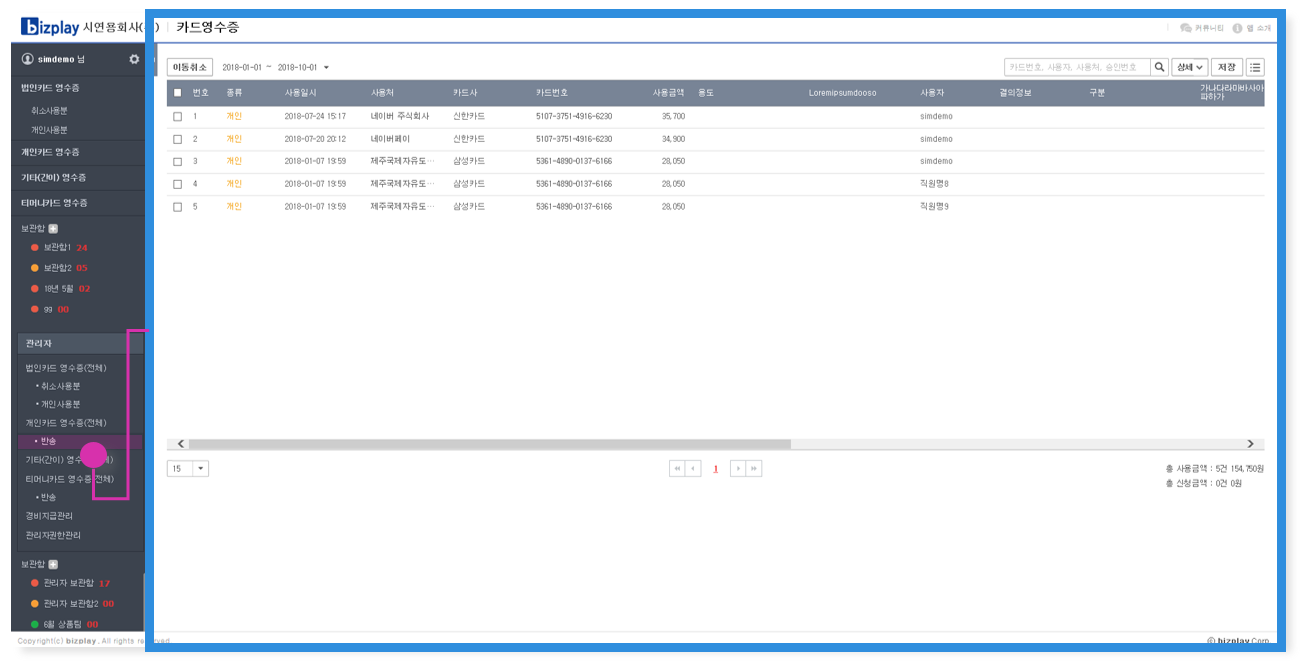 bizplay 시연용회사( ) 카드영수증
커뮤니티 앱 소개
simdemo 님
법인카드 영수증
취소사용분
개인사용분
개인카드 영수증
기타(간이) 영수증
티머니카드 영수증
보관함
보관함1 24
보관함2 05
18년 5월 02
99 00
관리자
법인카드 영수증(전체)
• 취소사용분
• 개인사용분
개인카드 영수증(전체)
• 반송
기타(간이) 영수
티머니카드 영수증(전체)
• 반송
경비지급관리
관리자권한관리
보관함
관리자 보관함 17
관리자 보관함2 00
6월 상품팀 00
이동취소 2018-01-01 ~ 2018-10-01
카드번호, 사용자, 사용처, 승인번호 상세 저장
번호 종류 사용일시 사용처 카드사 카드번호 사용금액 용도 Loremipsumdooso 사용자 결의정보 구분 가나다라마바사아
파하가
1 개인 2018-07-24 15:17 네이버 주식회사 신한카드 5107-3751-4916-6230 35,700 simdemo
2 개인 2018-07-20 20:12 네이버페이 신한카드 5107-3751-4916-6230 34,900 simdemo
3 개인 2018-01-07 19:59 제주국제자유도… 삼성카드 5361-4890-0137-6166 28,050 simdemo
4 개인 2018-01-07 19:59 제주국제자유도… 삼성카드 5361-4890-0137-6166 28,050 직원명8
5 개인 2018-01-07 19:59 제주국제자유도… 삼성카드 5361-4890-0137-6166 28,050 직원명9
15 1
총 사용금액 : 5건 154,750원
총 신청금액 : 0건 0원
Copyright(c) bizplay. All rights reserved.
ⓒ bizplay Corp.